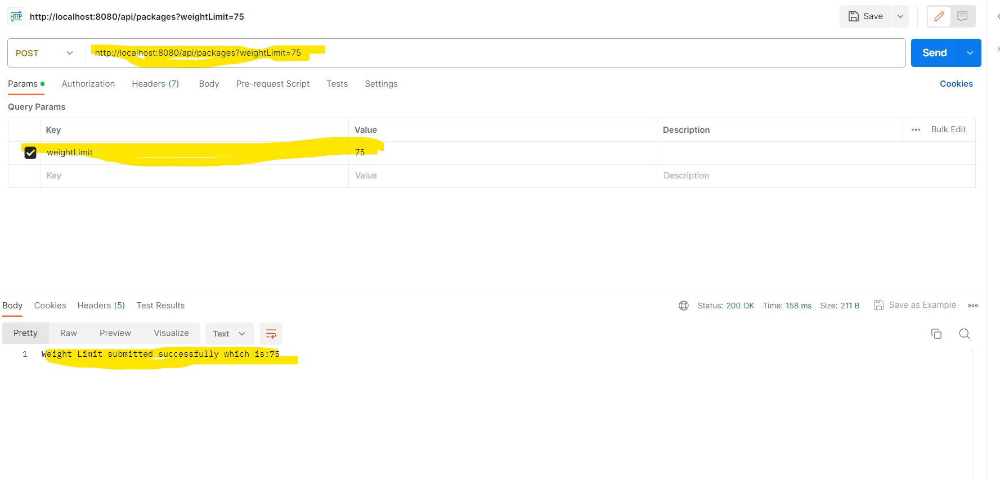 HTTP http://localhost:8080/api/packages?weightLimit=75 Save
POST http://localhost:8080/api/packages?weightLimit=75 Send
Params Authorization Headers (7) Body Pre-request Script Tests Settings Cookies
Query Params
Key Value Description Bulk Edit
weightLimit 75
Key Value Description
Body Cookies Headers (5) Test Results Status: 200 OK Time: 158 ms Size: 211 B Save as Example
Pretty Raw Preview Visualize Text
1 Weight Limit submitted successfully which is:75